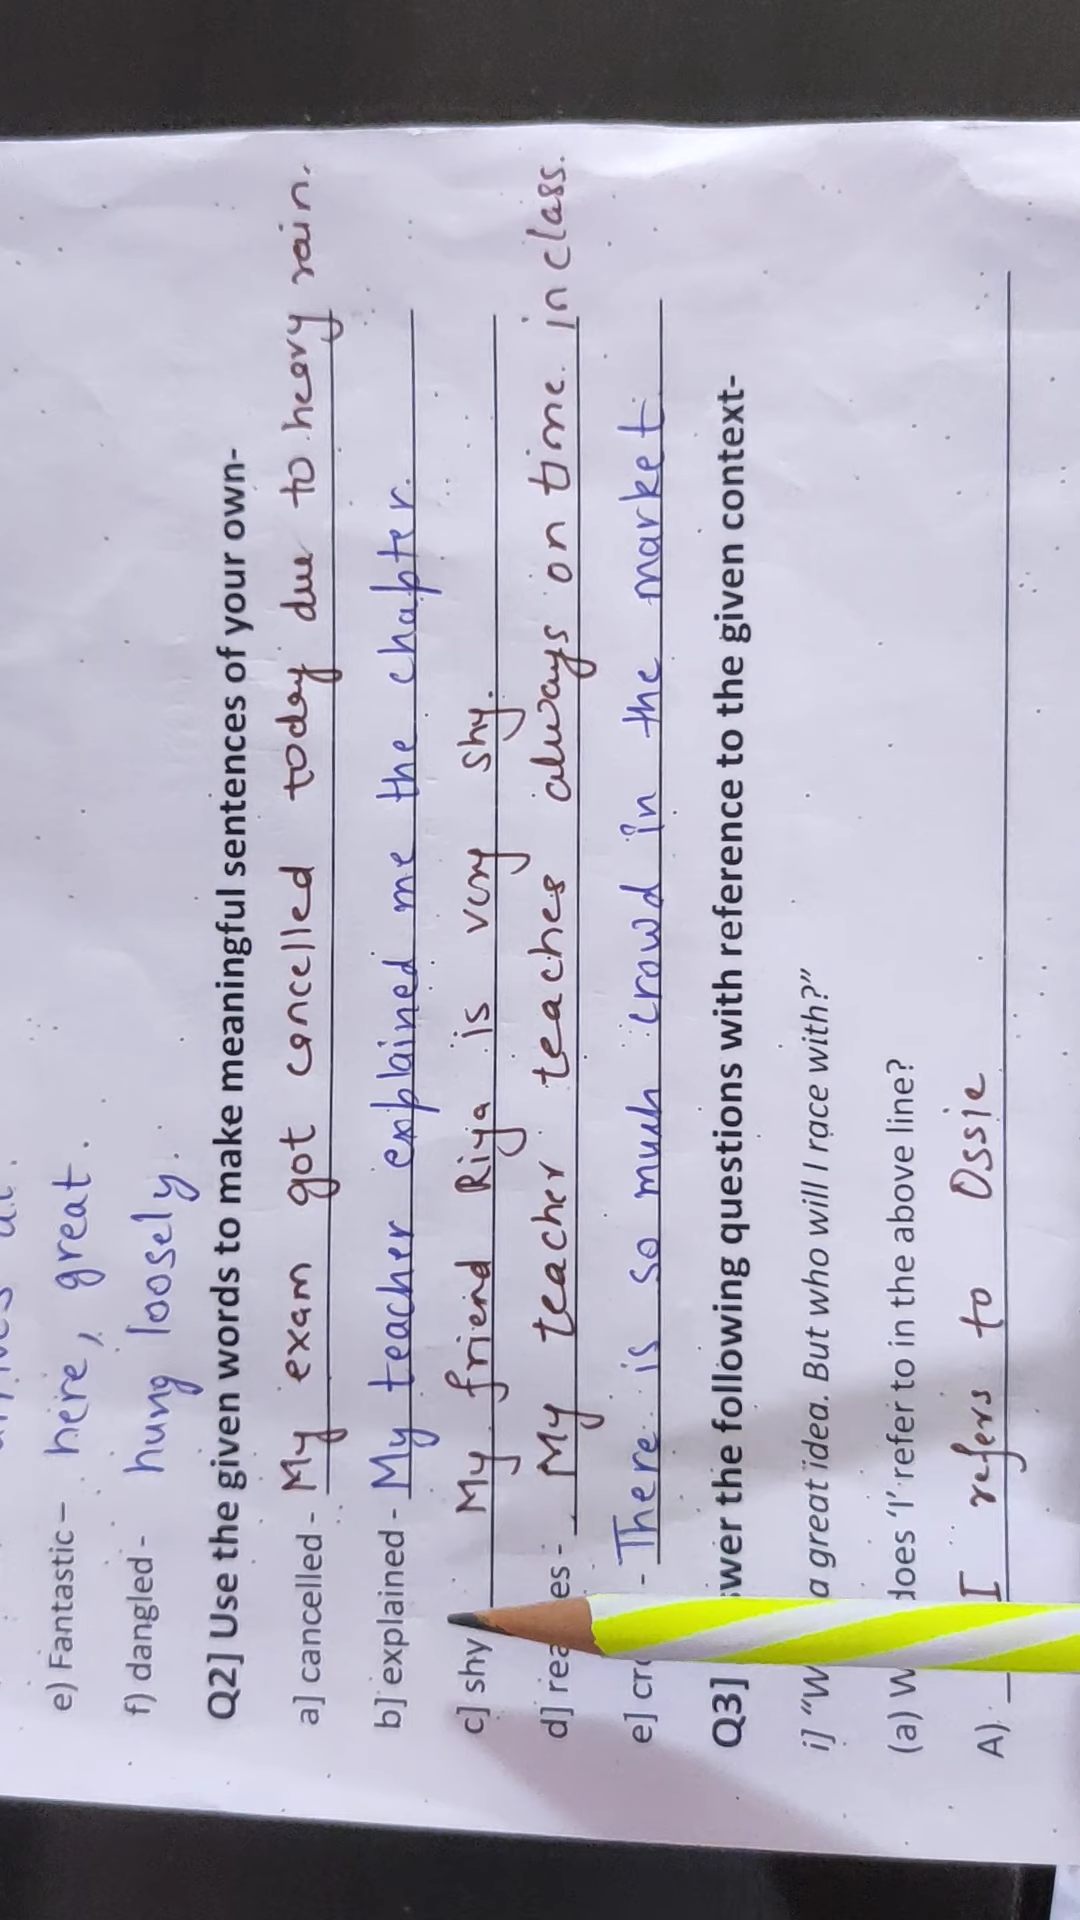 e) Fantastic - here, great.
f) dangled - hung loosely.
Q2] Use the given words to make meaningful sentences of your own-
a] cancelled - My exam got cancelled today due to heavy rain.
b] explained - My teacher explained me the chapter.
c] shy My friend Riya is very shy.
d] rea es - My teacher teaches always on time in class.
e] cr - There is so much crowd in the market.
Q3] swer the following questions with reference to the given context-
i] "W a great idea. But who will I race with?"
(a) W does 'I' refer to in the above line?
A) I refers to Ossie